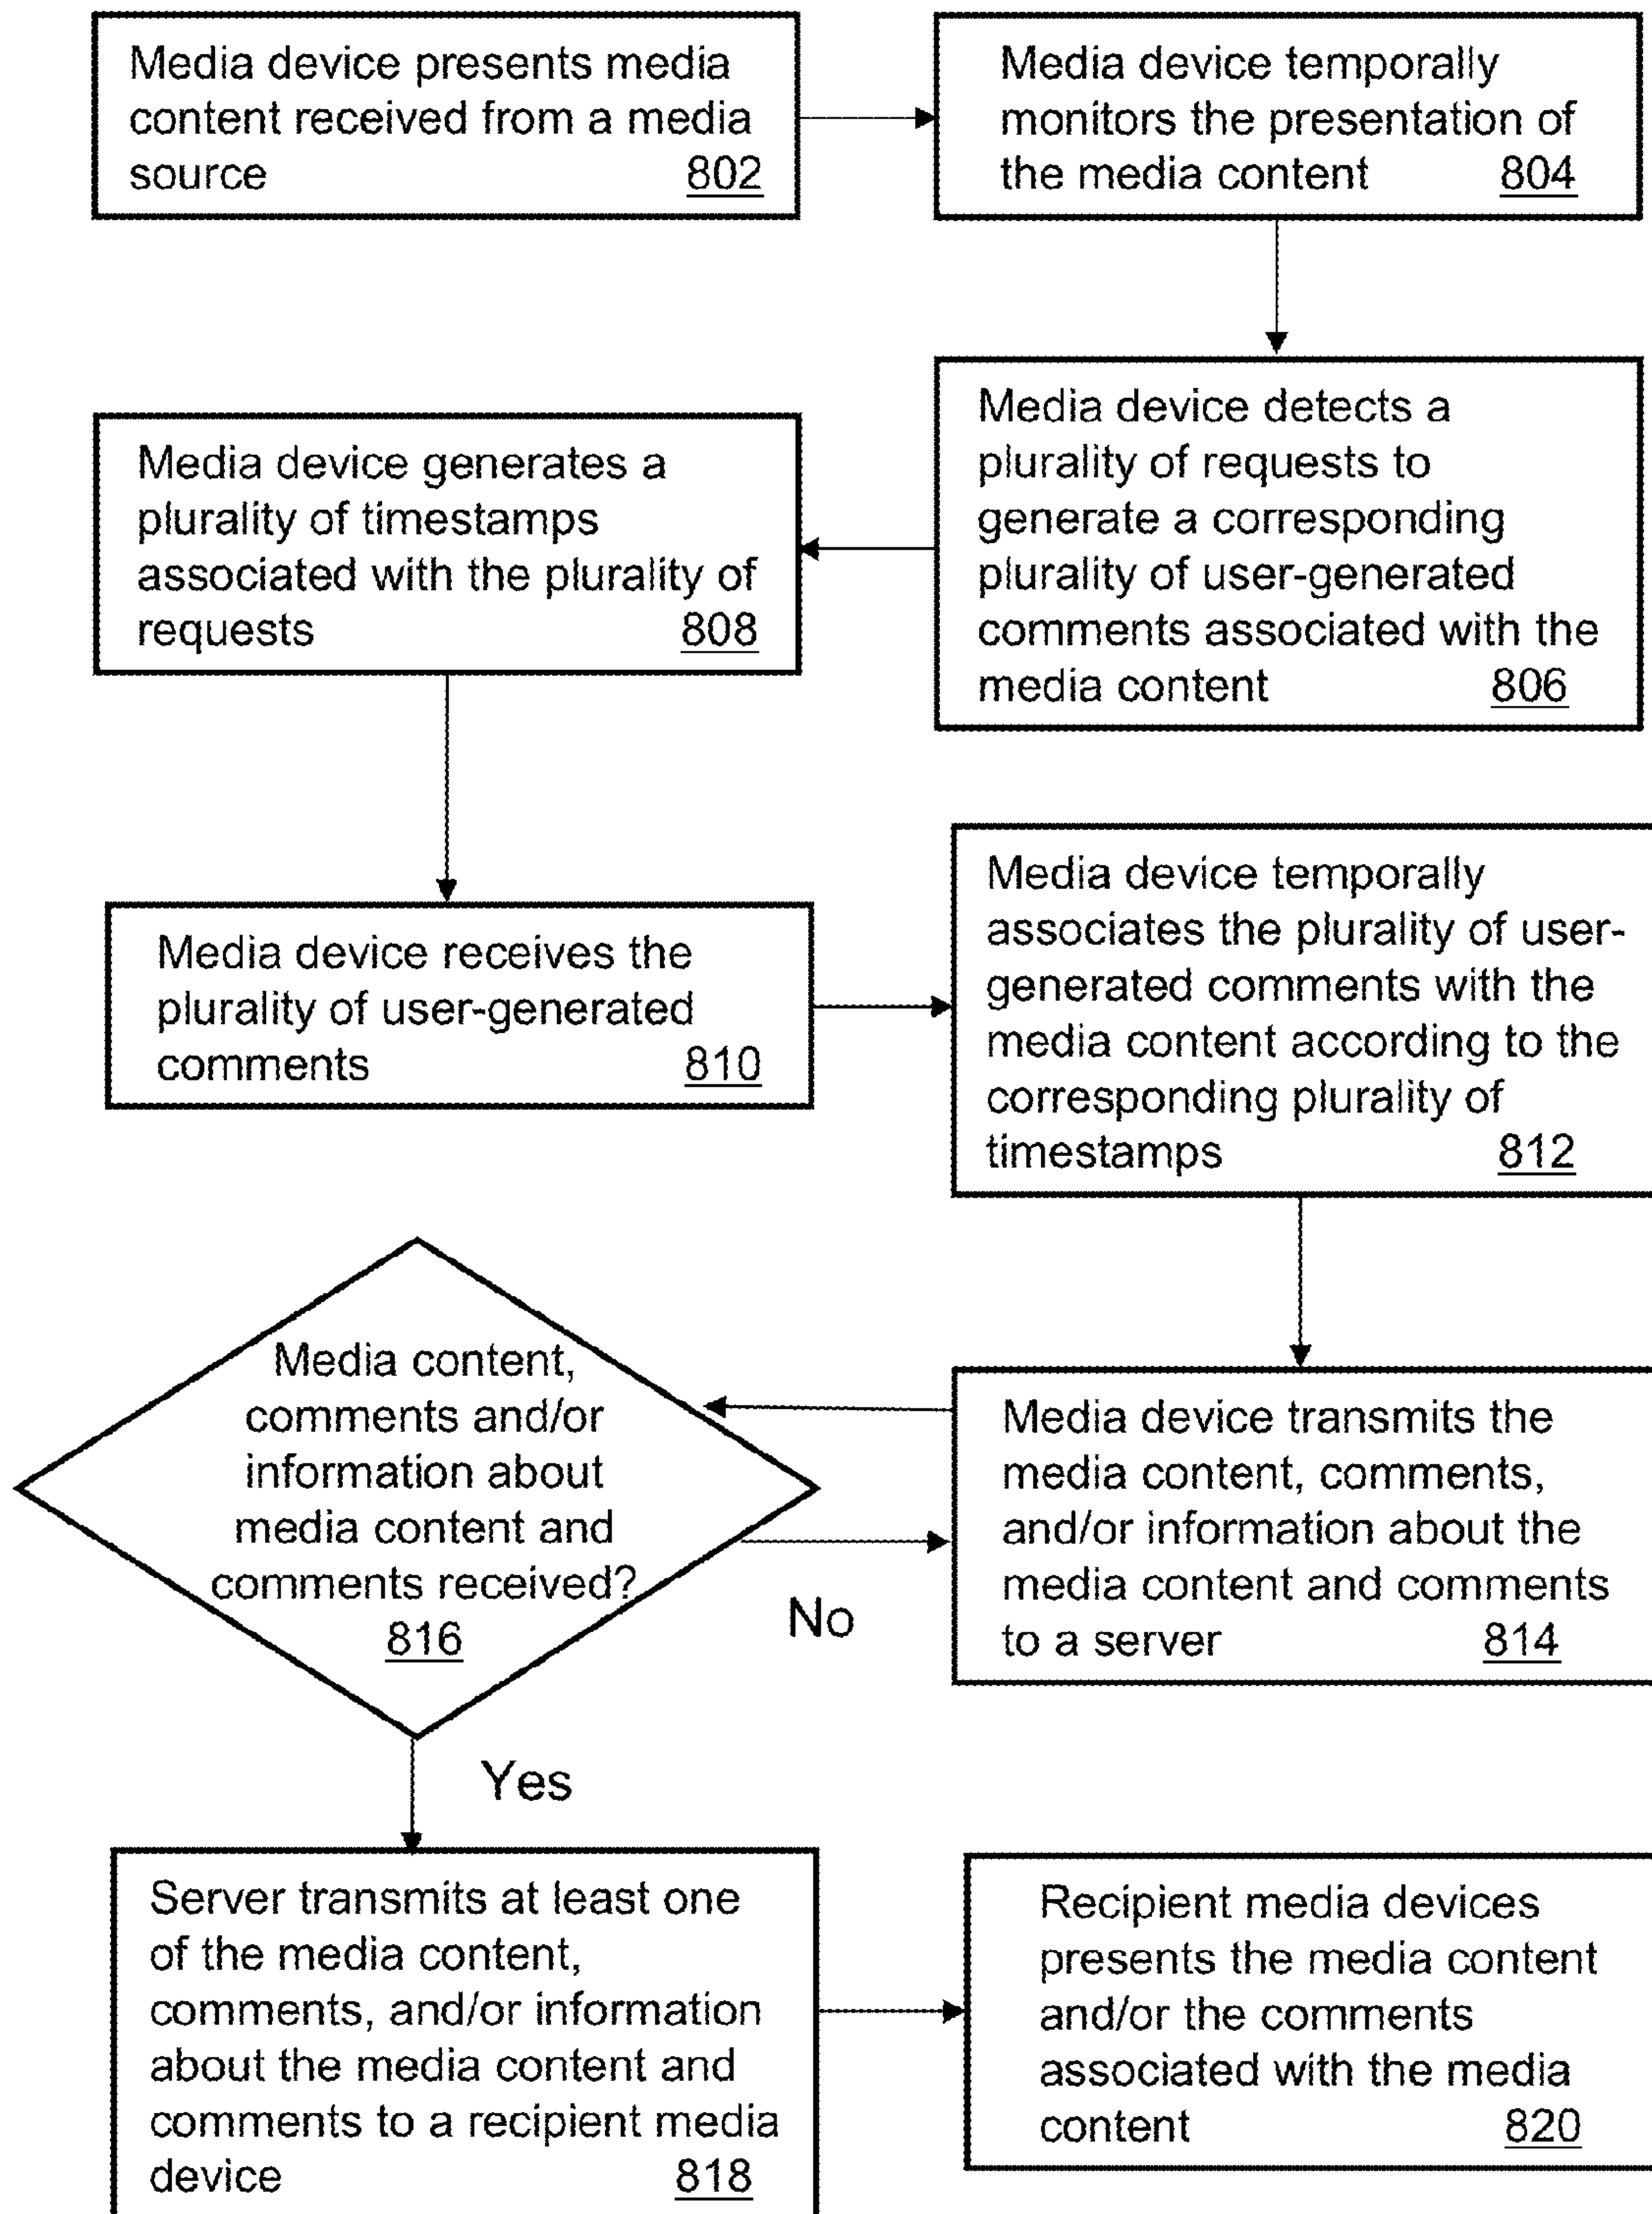 Media device presents media
content received from a media
source 802
Media device temporally
monitors the presentation of
the media content 804
Media device detects a
plurality of requests to
generate a corresponding
plurality of user-generated
comments associated with the
media content 806
Media device generates a
plurality of timestamps
associated with the plurality of
requests 808
Media device receives the
plurality of user-generated
comments 810
Media device temporally
associates the plurality of user-
generated comments with the
media content according to the
corresponding plurality of
timestamps 812
Media device transmits the
media content, comments,
and/or information about the
media content and comments
to a server 814
Media content,
comments and/or
information about
media content and
comments received?
816
No
Yes
Server transmits at least one
of the media content,
comments, and/or information
about the media content and
comments to a recipient media
device 818
Recipient media devices
presents the media content
and/or the comments
associated with the media
content 820